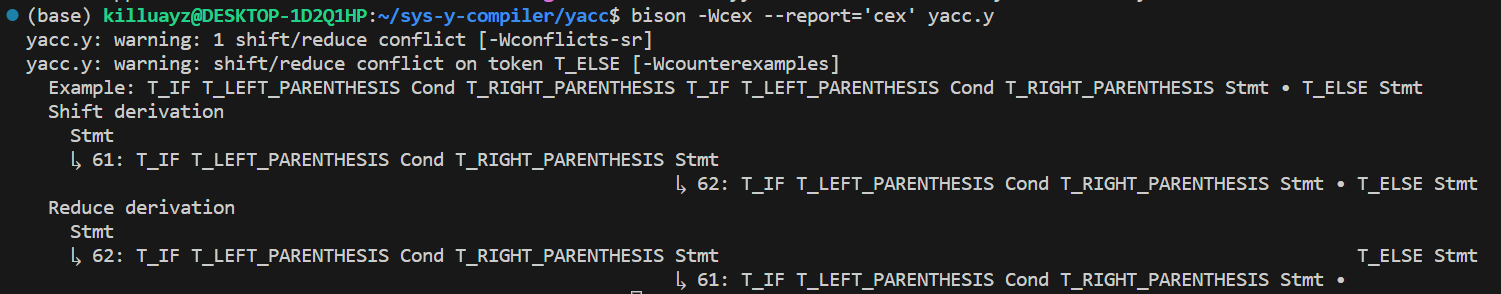 (base) killuayz@DESKTOP-1D2Q1HP:~/sys-y-compiler/yacc$ bison -Wcex --report='cex' yacc.y
yacc.y: warning: 1 shift/reduce conflict [-Wconflicts-sr]
yacc.y: warning: shift/reduce conflict on token T_ELSE [-Wcounterexamples]
Example: T_IF T_LEFT_PARENTHESIS Cond T_RIGHT_PARENTHESIS T_IF T_LEFT_PARENTHESIS Cond T_RIGHT_PARENTHESIS Stmt • T_ELSE Stmt
Shift derivation
Stmt
↳ 61: T_IF T_LEFT_PARENTHESIS Cond T_RIGHT_PARENTHESIS Stmt
↳ 62: T_IF T_LEFT_PARENTHESIS Cond T_RIGHT_PARENTHESIS Stmt • T_ELSE Stmt
Reduce derivation
Stmt
↳ 62: T_IF T_LEFT_PARENTHESIS Cond T_RIGHT_PARENTHESIS Stmt T_ELSE Stmt
↳ 61: T_IF T_LEFT_PARENTHESIS Cond T_RIGHT_PARENTHESIS Stmt •